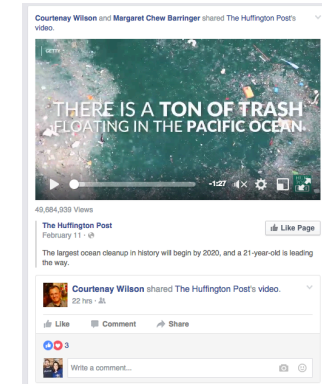 Courtenay Wilson and Margaret Chew Barringer shared The Huffington Post's
video.
GETTY
THERE IS A TON OF TRASH
FLOATING IN THE PACIFIC OCEAN
-1:27
49,684,939 Views
The Huffington Post
February 11 ·
Like Page
The largest ocean cleanup in history will begin by 2020, and a 21-year-old is leading
the way.
Courtenay Wilson shared The Huffington Post's video.
22 hrs ·
Like Comment Share
3
Write a comment...